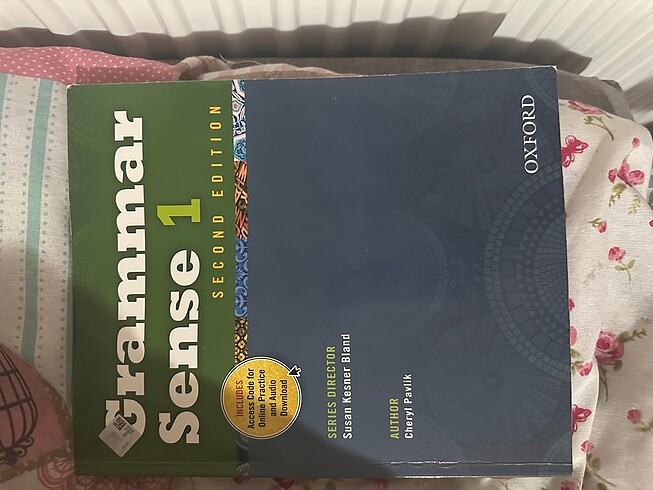 Grammar
Sense 1
SECOND EDITION
INCLUDES
Access Code for
Online Practice
and Audio
Download
SERIES DIRECTOR
Susan Kesner Bland
AUTHOR
Cheryl Pavlik
OXFORD